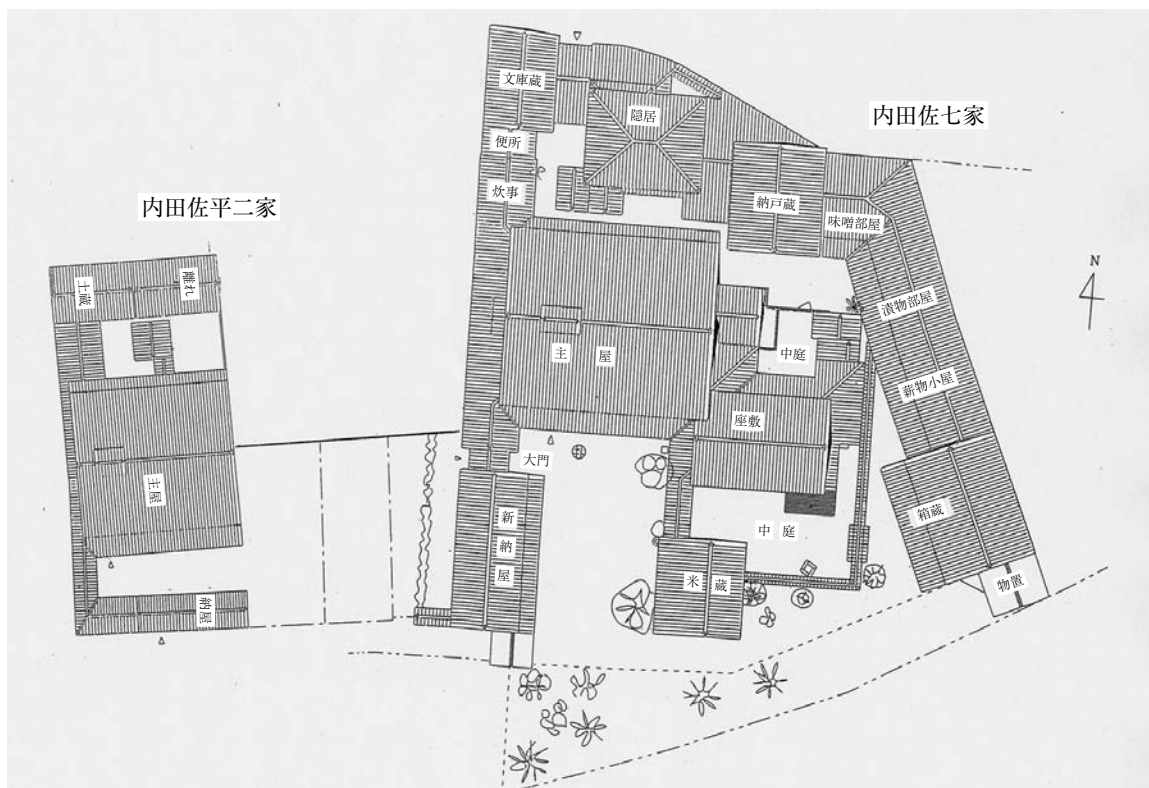 文庫蔵
隠居
内田佐七家
便所
炊事
納戸蔵
味噌部屋
内田佐平二家
土蔵
離れ
N
漬物部屋
主屋
中庭
薪物小屋
座敷
大門
主屋
新納屋
中庭
箱蔵
米蔵
物置
納屋